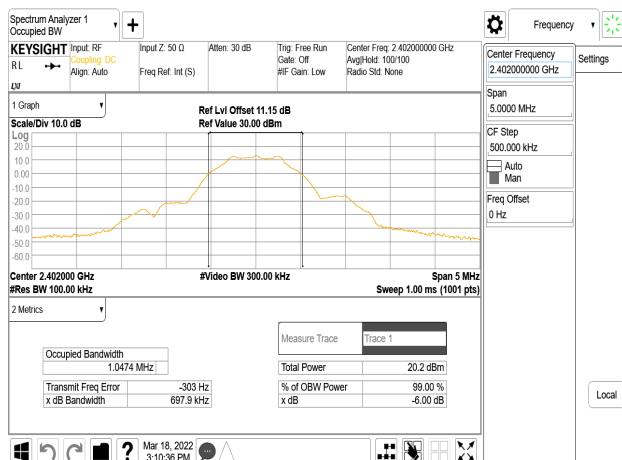 Spectrum Analyzer 1
Occupied BW
Frequency
KEYSIGHT Input: RF Input Z: 50 Ω Atten: 30 dB Trig: Free Run Center Freq: 2.402000000 GHz
RL Coupling: DC Gate: Off Avg|Hold: 100/100
Align: Auto Freq Ref: Int (S) #IF Gain: Low Radio Std: None
Center Frequency
2.402000000 GHz
Settings
Span
5.0000 MHz
CF Step
500.000 kHz
Auto
Man
Freq Offset
0 Hz
Local
1 Graph
Ref Lvl Offset 11.15 dB
Scale/Div 10.0 dB Ref Value 30.00 dBm
Log
20.0
10.0
0.00
-10.0
-20.0
-30.0
-40.0
-50.0
-60.0
Center 2.402000 GHz #Video BW 300.00 kHz Span 5 MHz
#Res BW 100.00 kHz Sweep 1.00 ms (1001 pts)
2 Metrics
Measure Trace Trace 1
Occupied Bandwidth
1.0474 MHz
Total Power 20.2 dBm
Transmit Freq Error -303 Hz % of OBW Power 99.00 %
x dB Bandwidth 697.9 kHz x dB -6.00 dB
Mar 18, 2022
3:10:36 PM